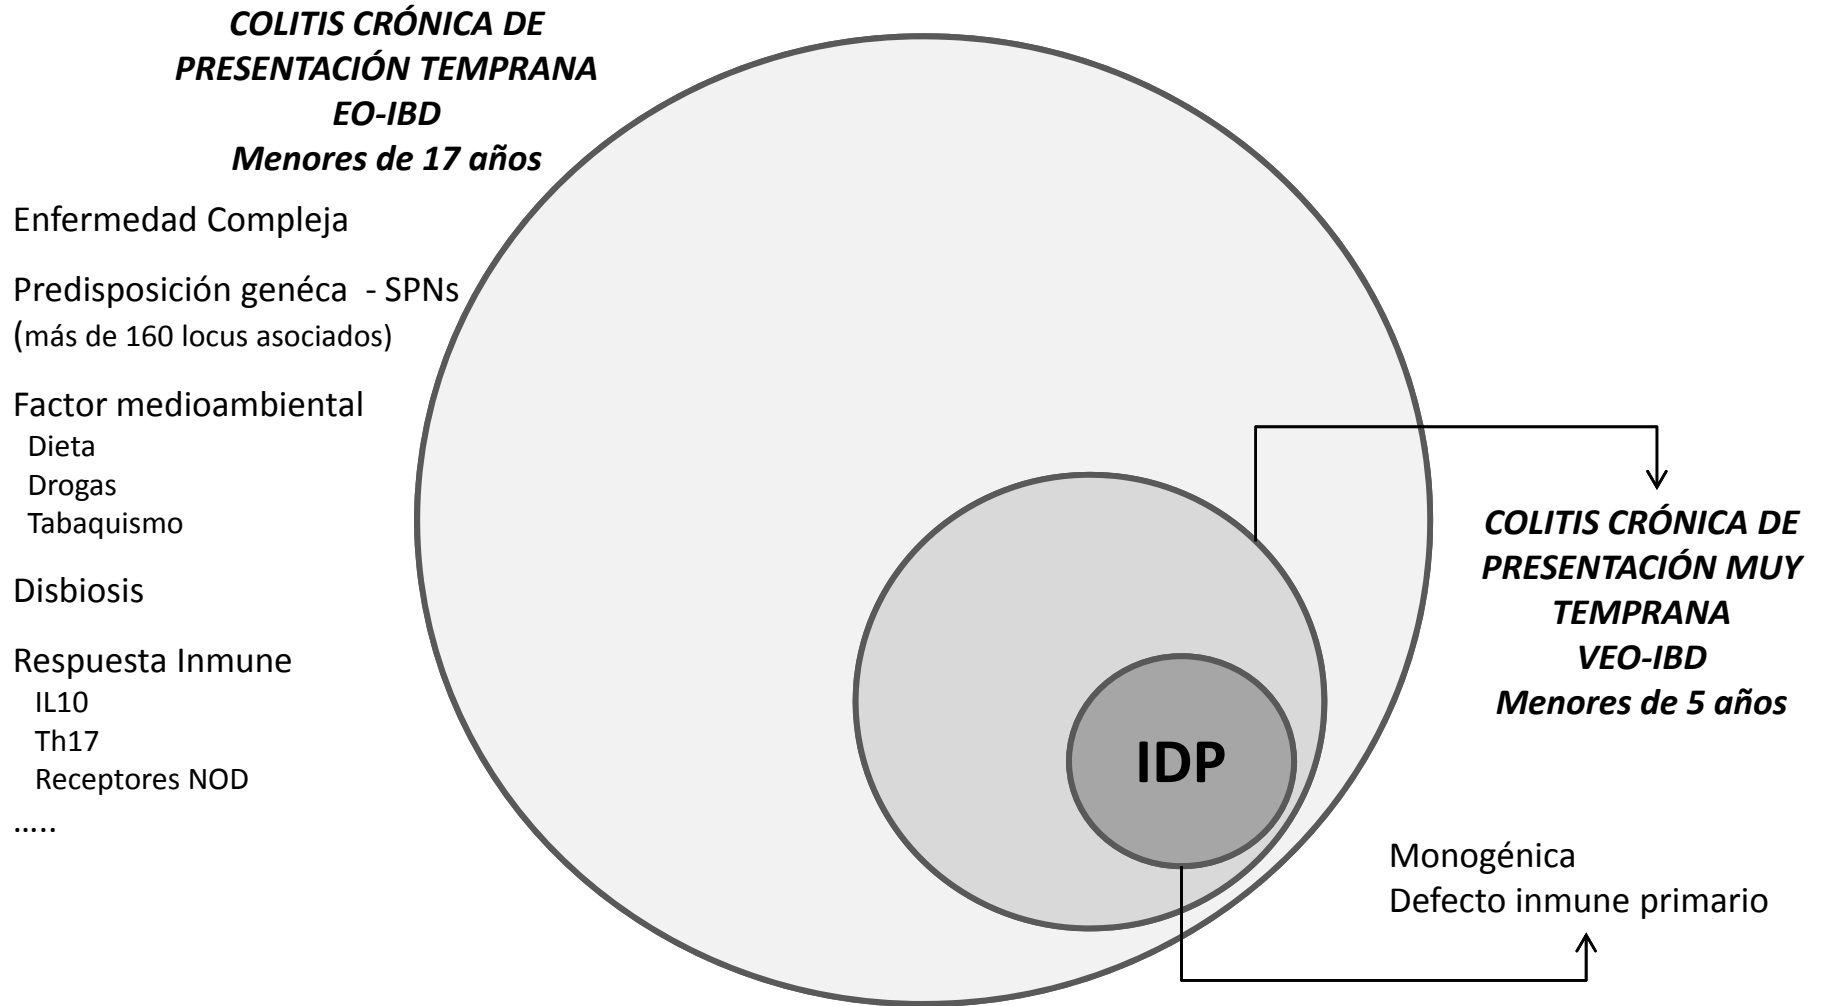 COLITIS CRÓNICA DE
PRESENTACIÓN TEMPRANA
EO-IBD
Menores de 17 años
Enfermedad Compleja
Predisposición genéca - SPNs
(más de 160 locus asociados)
Factor medioambiental
Dieta
Drogas
Tabaquismo
Disbiosis
Respuesta Inmune
IL10
Th17
Receptores NOD
.....
IDP
COLITIS CRÓNICA DE
PRESENTACIÓN MUY
TEMPRANA
VEO-IBD
Menores de 5 años
Monogénica
Defecto inmune primario